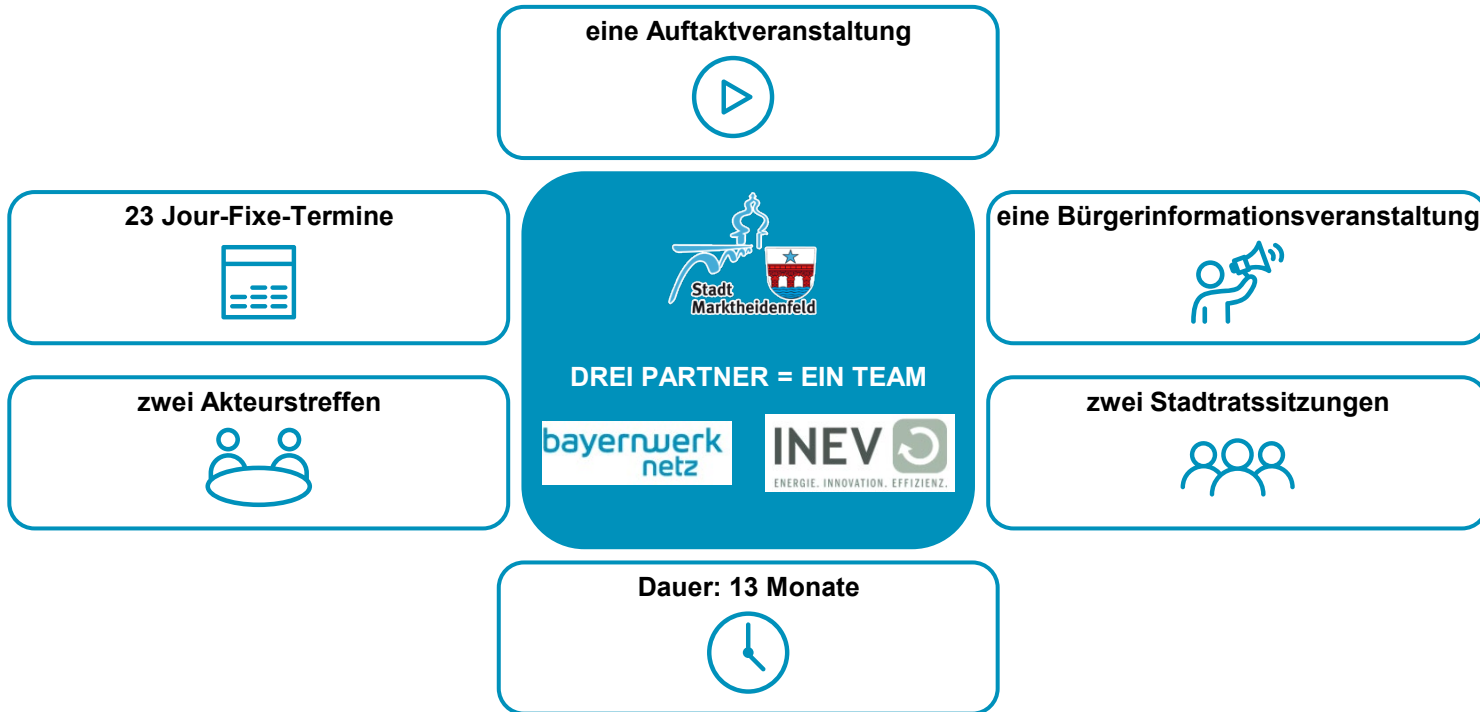 eine Auftaktveranstaltung
23 Jour-Fixe-Termine
eine Bürgerinformationsveranstaltung
Stadt
Marktheidenfeld
DREI PARTNER = EIN TEAM
zwei Akteurstreffen
zwei Stadtratssitzungen
bayernwerk
netz
INEV
ENERGIE. INNOVATION. EFFIZIENZ.
Dauer: 13 Monate